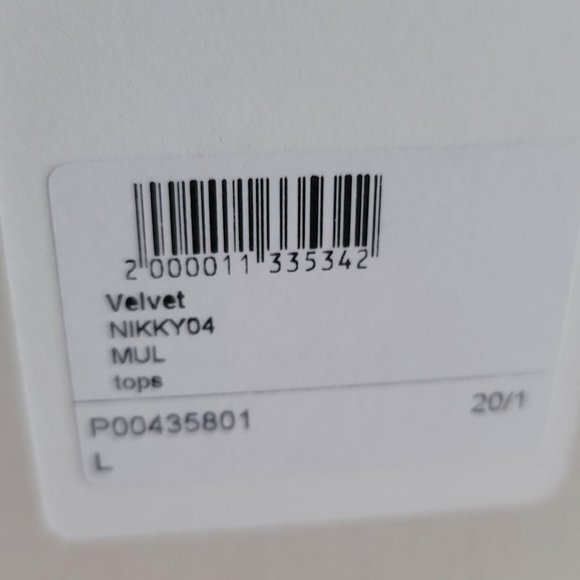 2 000011 335342
Velvet
NIKKY04
MUL
tops
P00435801 20/1
L